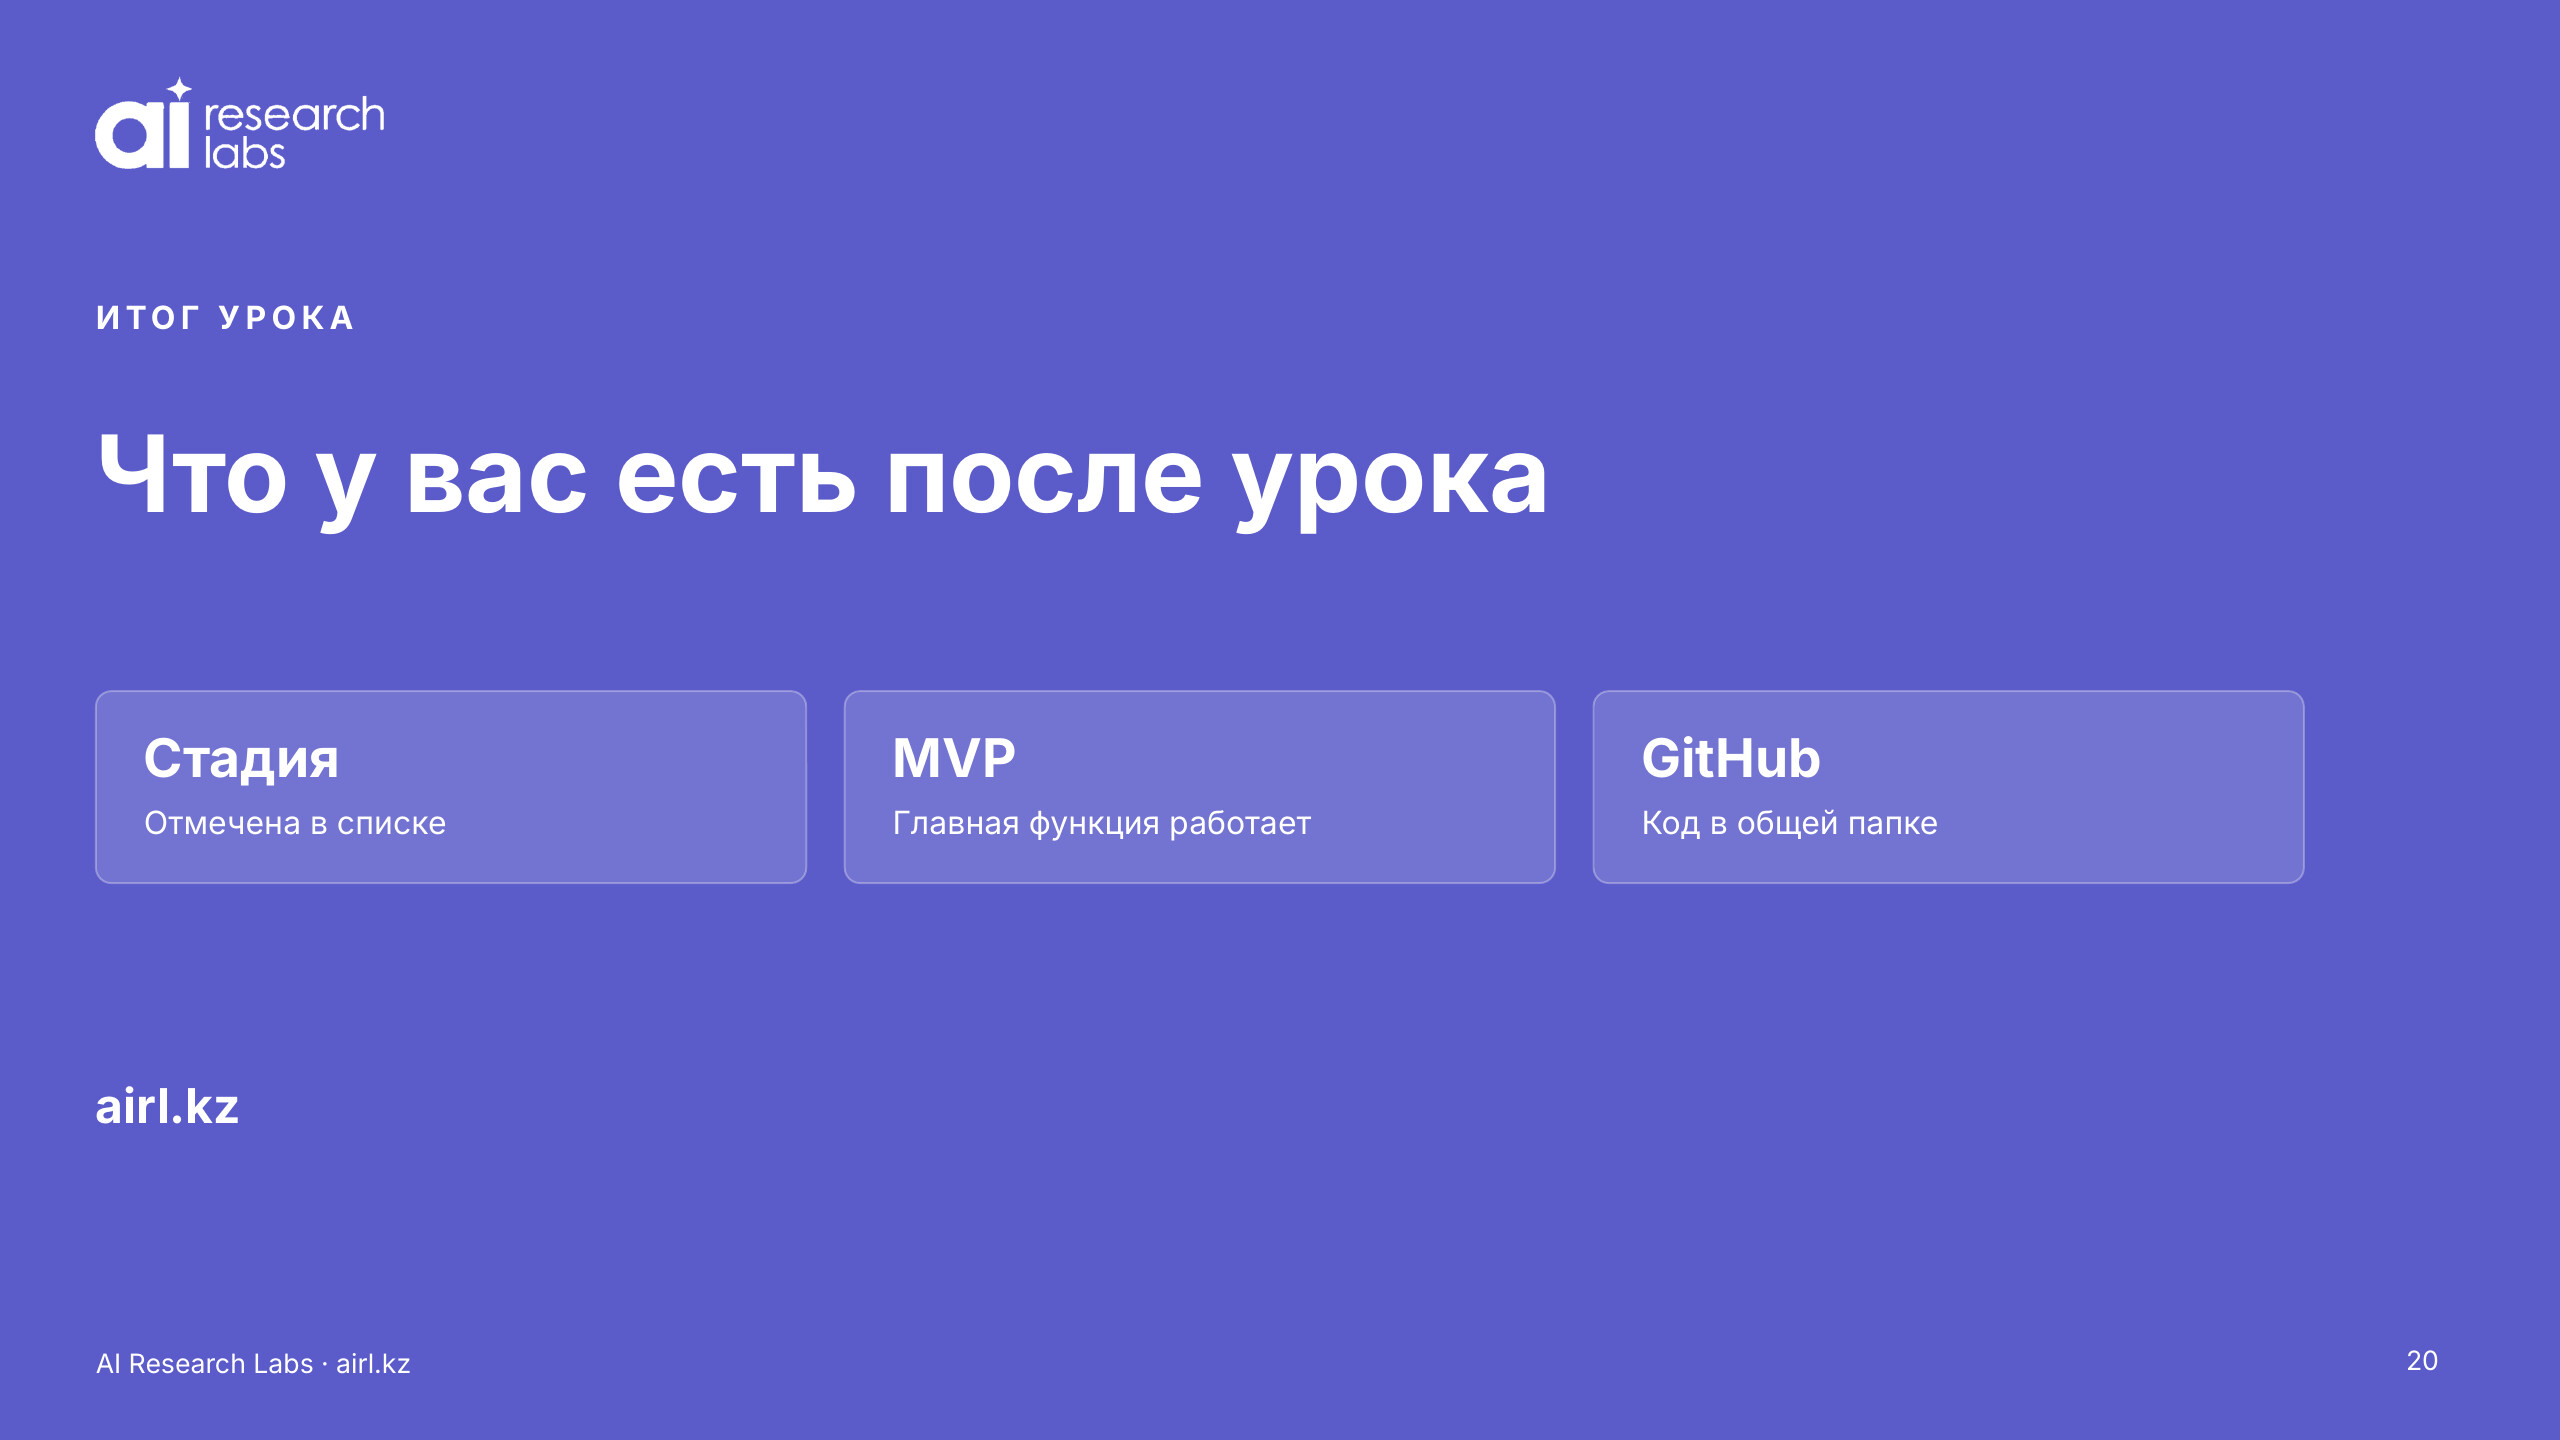 ai research
labs
ИТОГ УРОКА
Что у вас есть после урока
Стадия
Отмечена в списке
MVP
Главная функция работает
GitHub
Код в общей папке
airl.kz
AI Research Labs · airl.kz
20